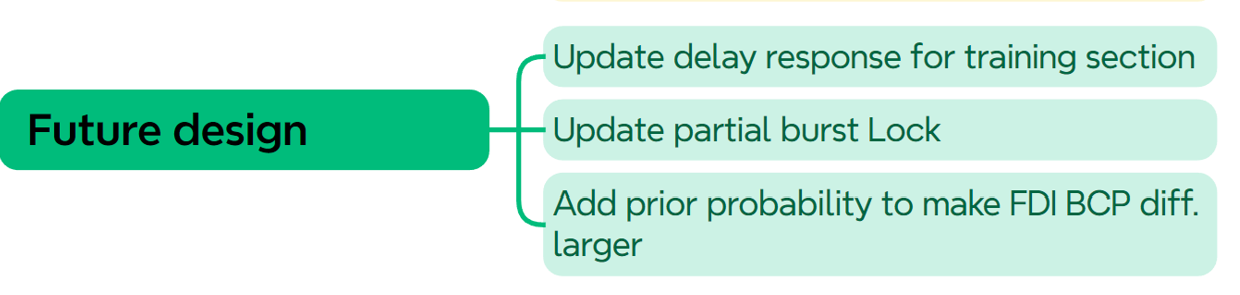 Future design
Update delay response for training section
Update partial burst Lock
Add prior probability to make FDI BCP diff.
larger